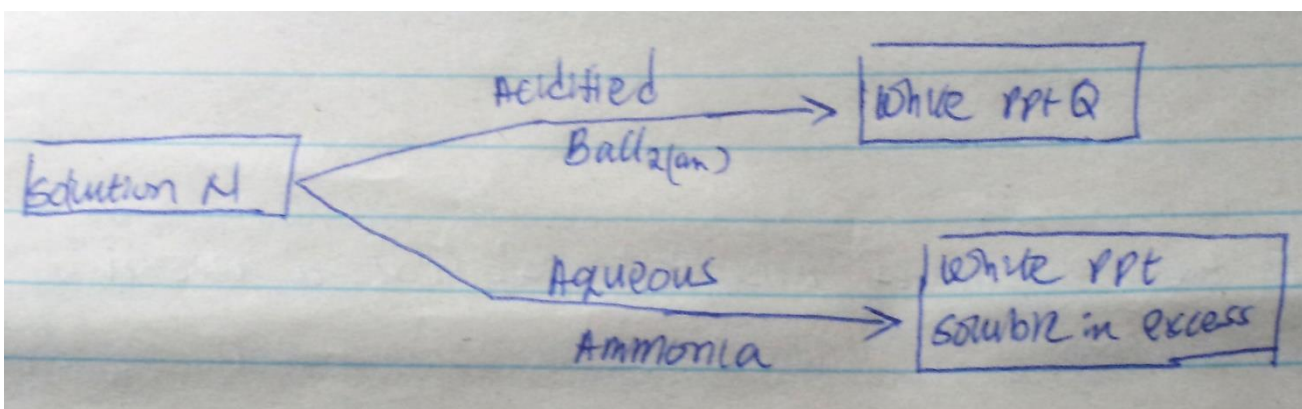 Acidified
BaCl2(aq)
White ppt Q
Solution N
Aqueous
Ammonia
White ppt
soluble in excess